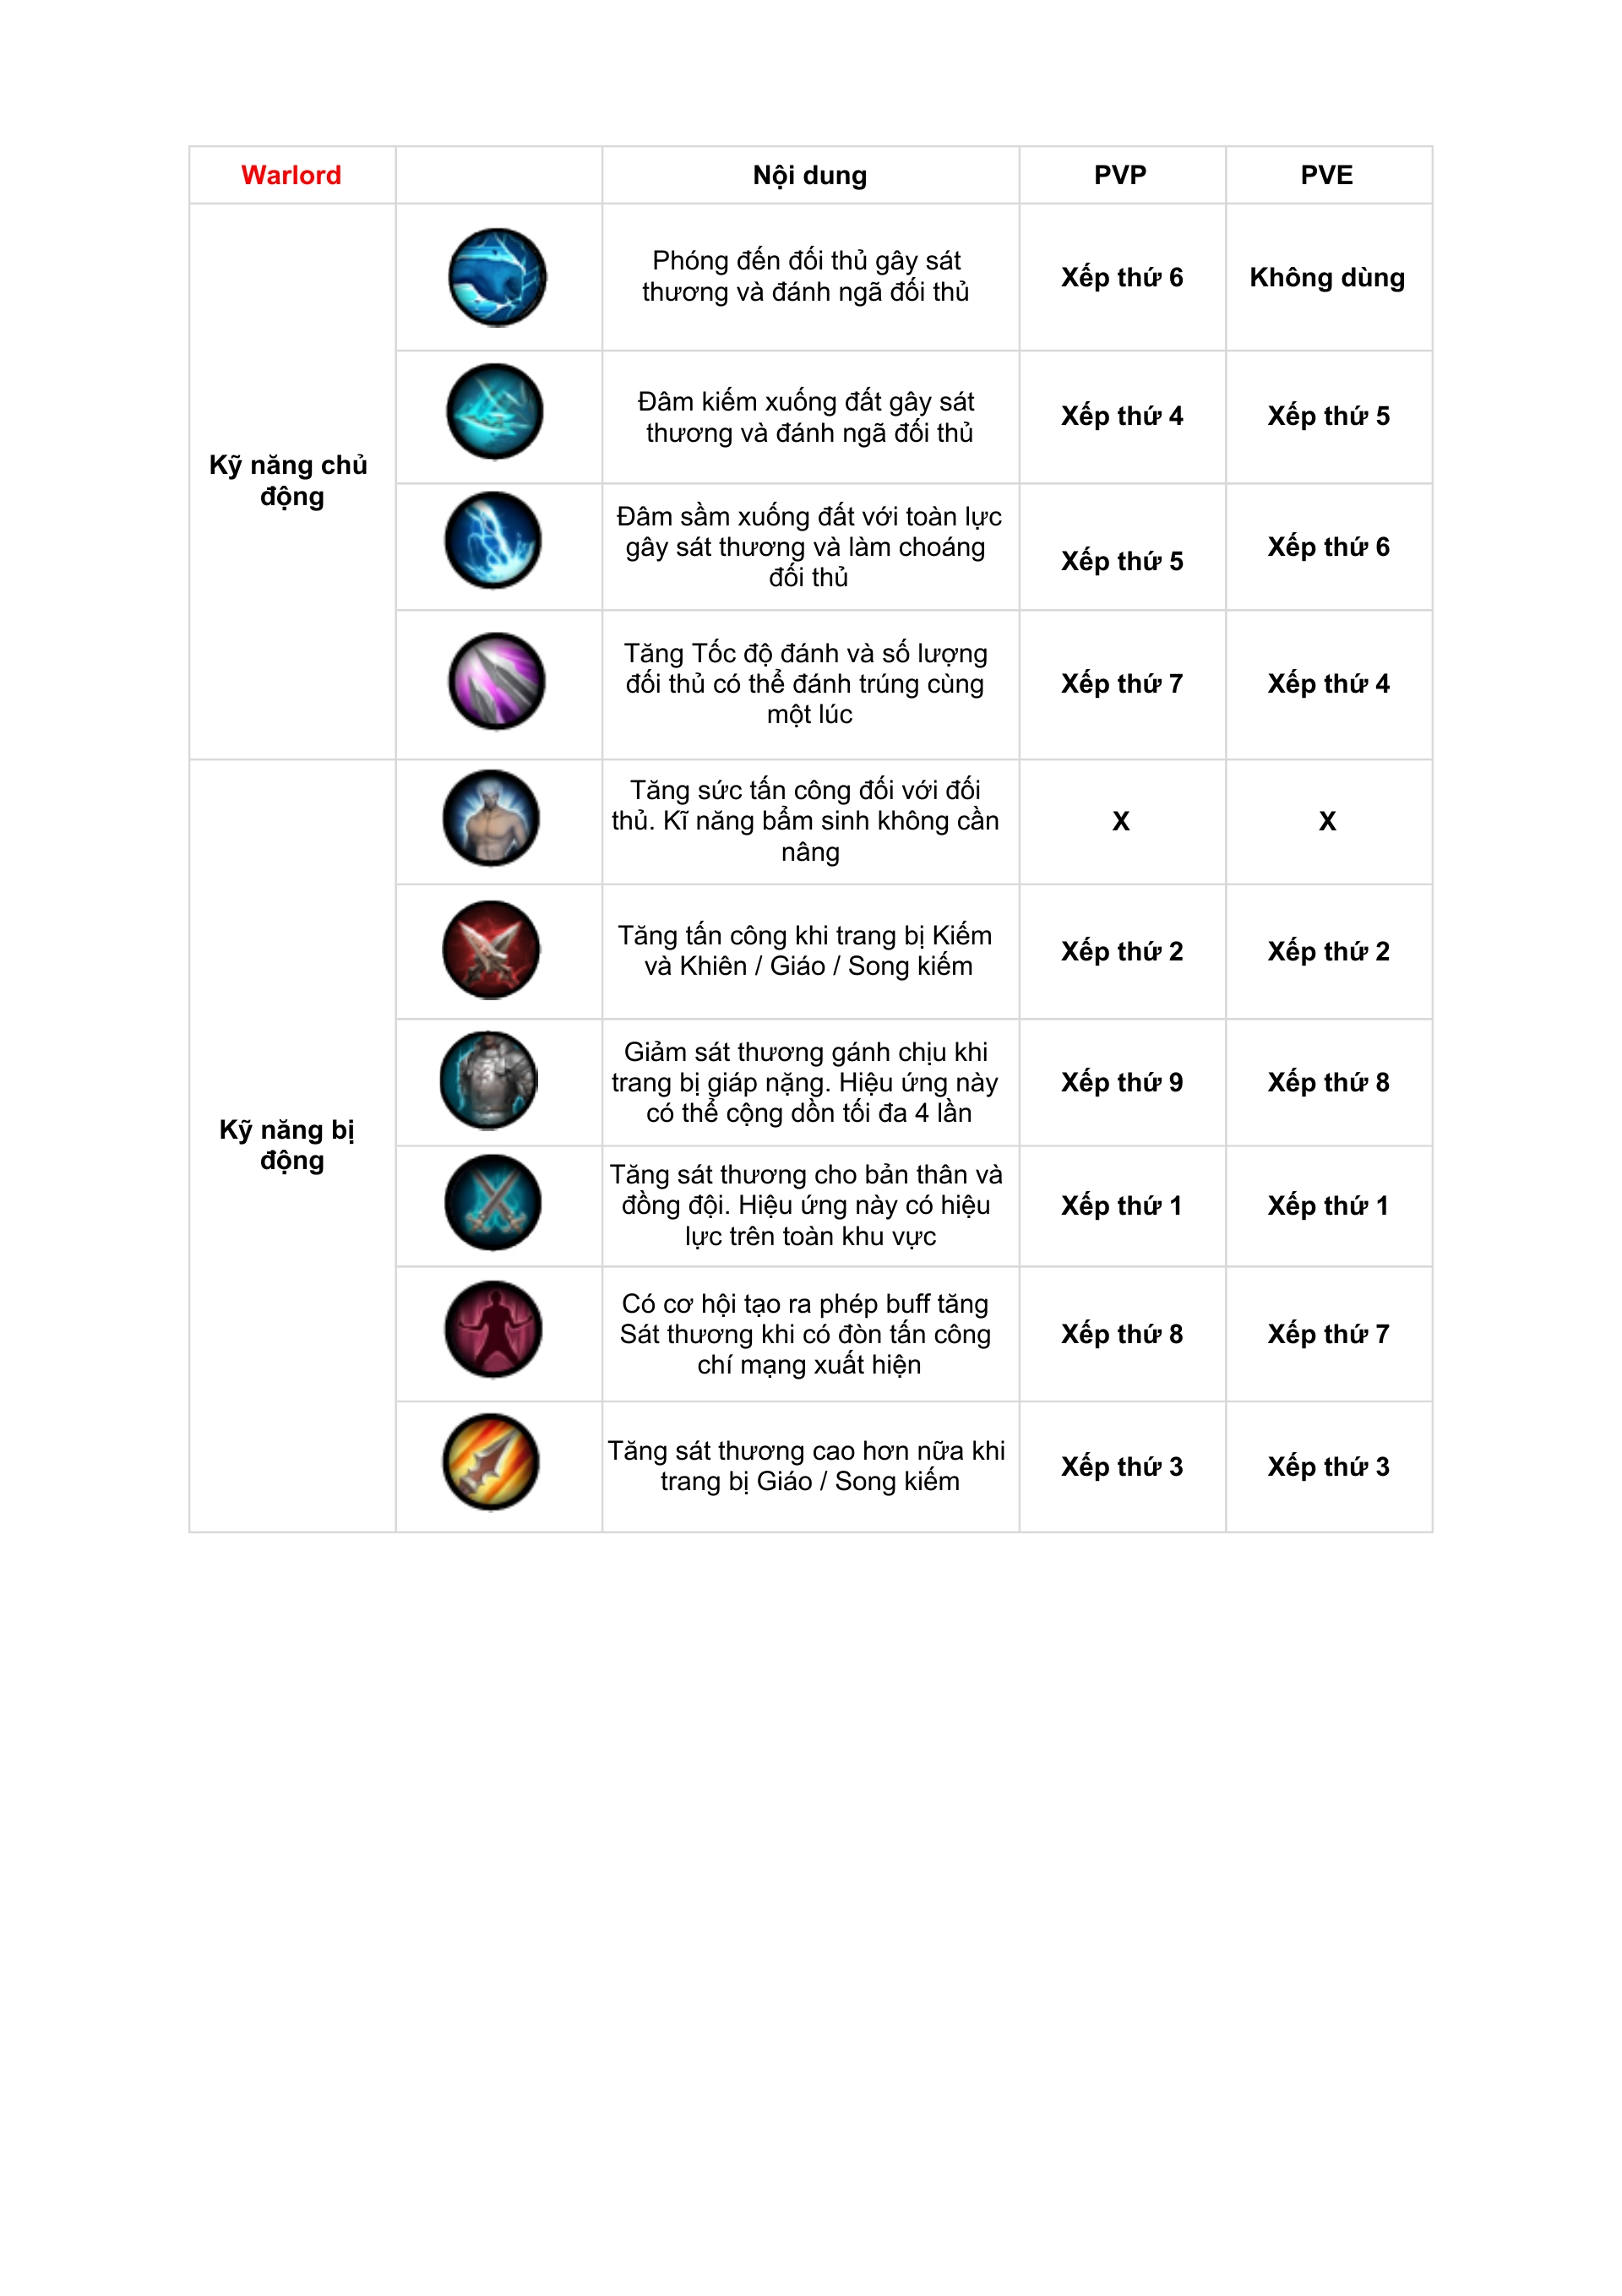 Warlord
Nội dung
PVP
PVE
Kỹ năng chủ
động
Phóng đến đối thủ gây sát
thương và đánh ngã đối thủ
Xếp thứ 6
Không dùng
Đâm kiếm xuống đất gây sát
thương và đánh ngã đối thủ
Xếp thứ 4
Xếp thứ 5
Đâm sầm xuống đất với toàn lực
gây sát thương và làm choáng
đối thủ
Xếp thứ 5
Xếp thứ 6
Tăng Tốc độ đánh và số lượng
đối thủ có thể đánh trúng cùng
một lúc
Xếp thứ 7
Xếp thứ 4
Kỹ năng bị
động
Tăng sức tấn công đối với đối
thủ. Kĩ năng bẩm sinh không cần
nâng
X
X
Tăng tấn công khi trang bị Kiếm
và Khiên / Giáo / Song kiếm
Xếp thứ 2
Xếp thứ 2
Giảm sát thương gánh chịu khi
trang bị giáp nặng. Hiệu ứng này
có thể cộng dồn tối đa 4 lần
Xếp thứ 9
Xếp thứ 8
Tăng sát thương cho bản thân và
đồng đội. Hiệu ứng này có hiệu
lực trên toàn khu vực
Xếp thứ 1
Xếp thứ 1
Có cơ hội tạo ra phép buff tăng
Sát thương khi có đòn tấn công
chí mạng xuất hiện
Xếp thứ 8
Xếp thứ 7
Tăng sát thương cao hơn nữa khi
trang bị Giáo / Song kiếm
Xếp thứ 3
Xếp thứ 3